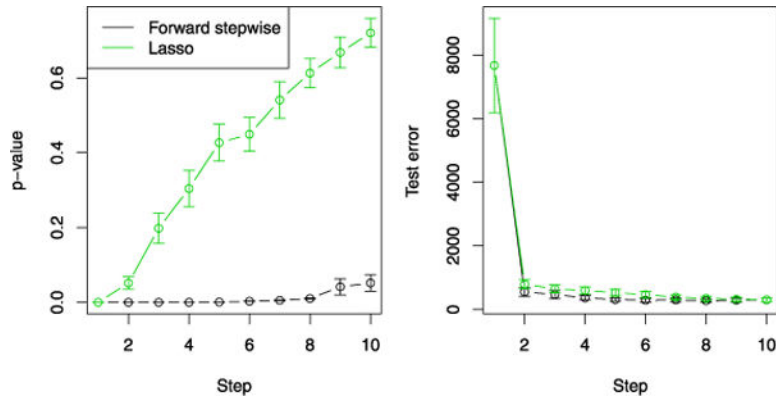 Forward stepwise
Lasso
p-value
0.0 0.2 0.4 0.6
2 4 6 8 10
Step
Test error
0 2000 4000 6000 8000
2 4 6 8 10
Step